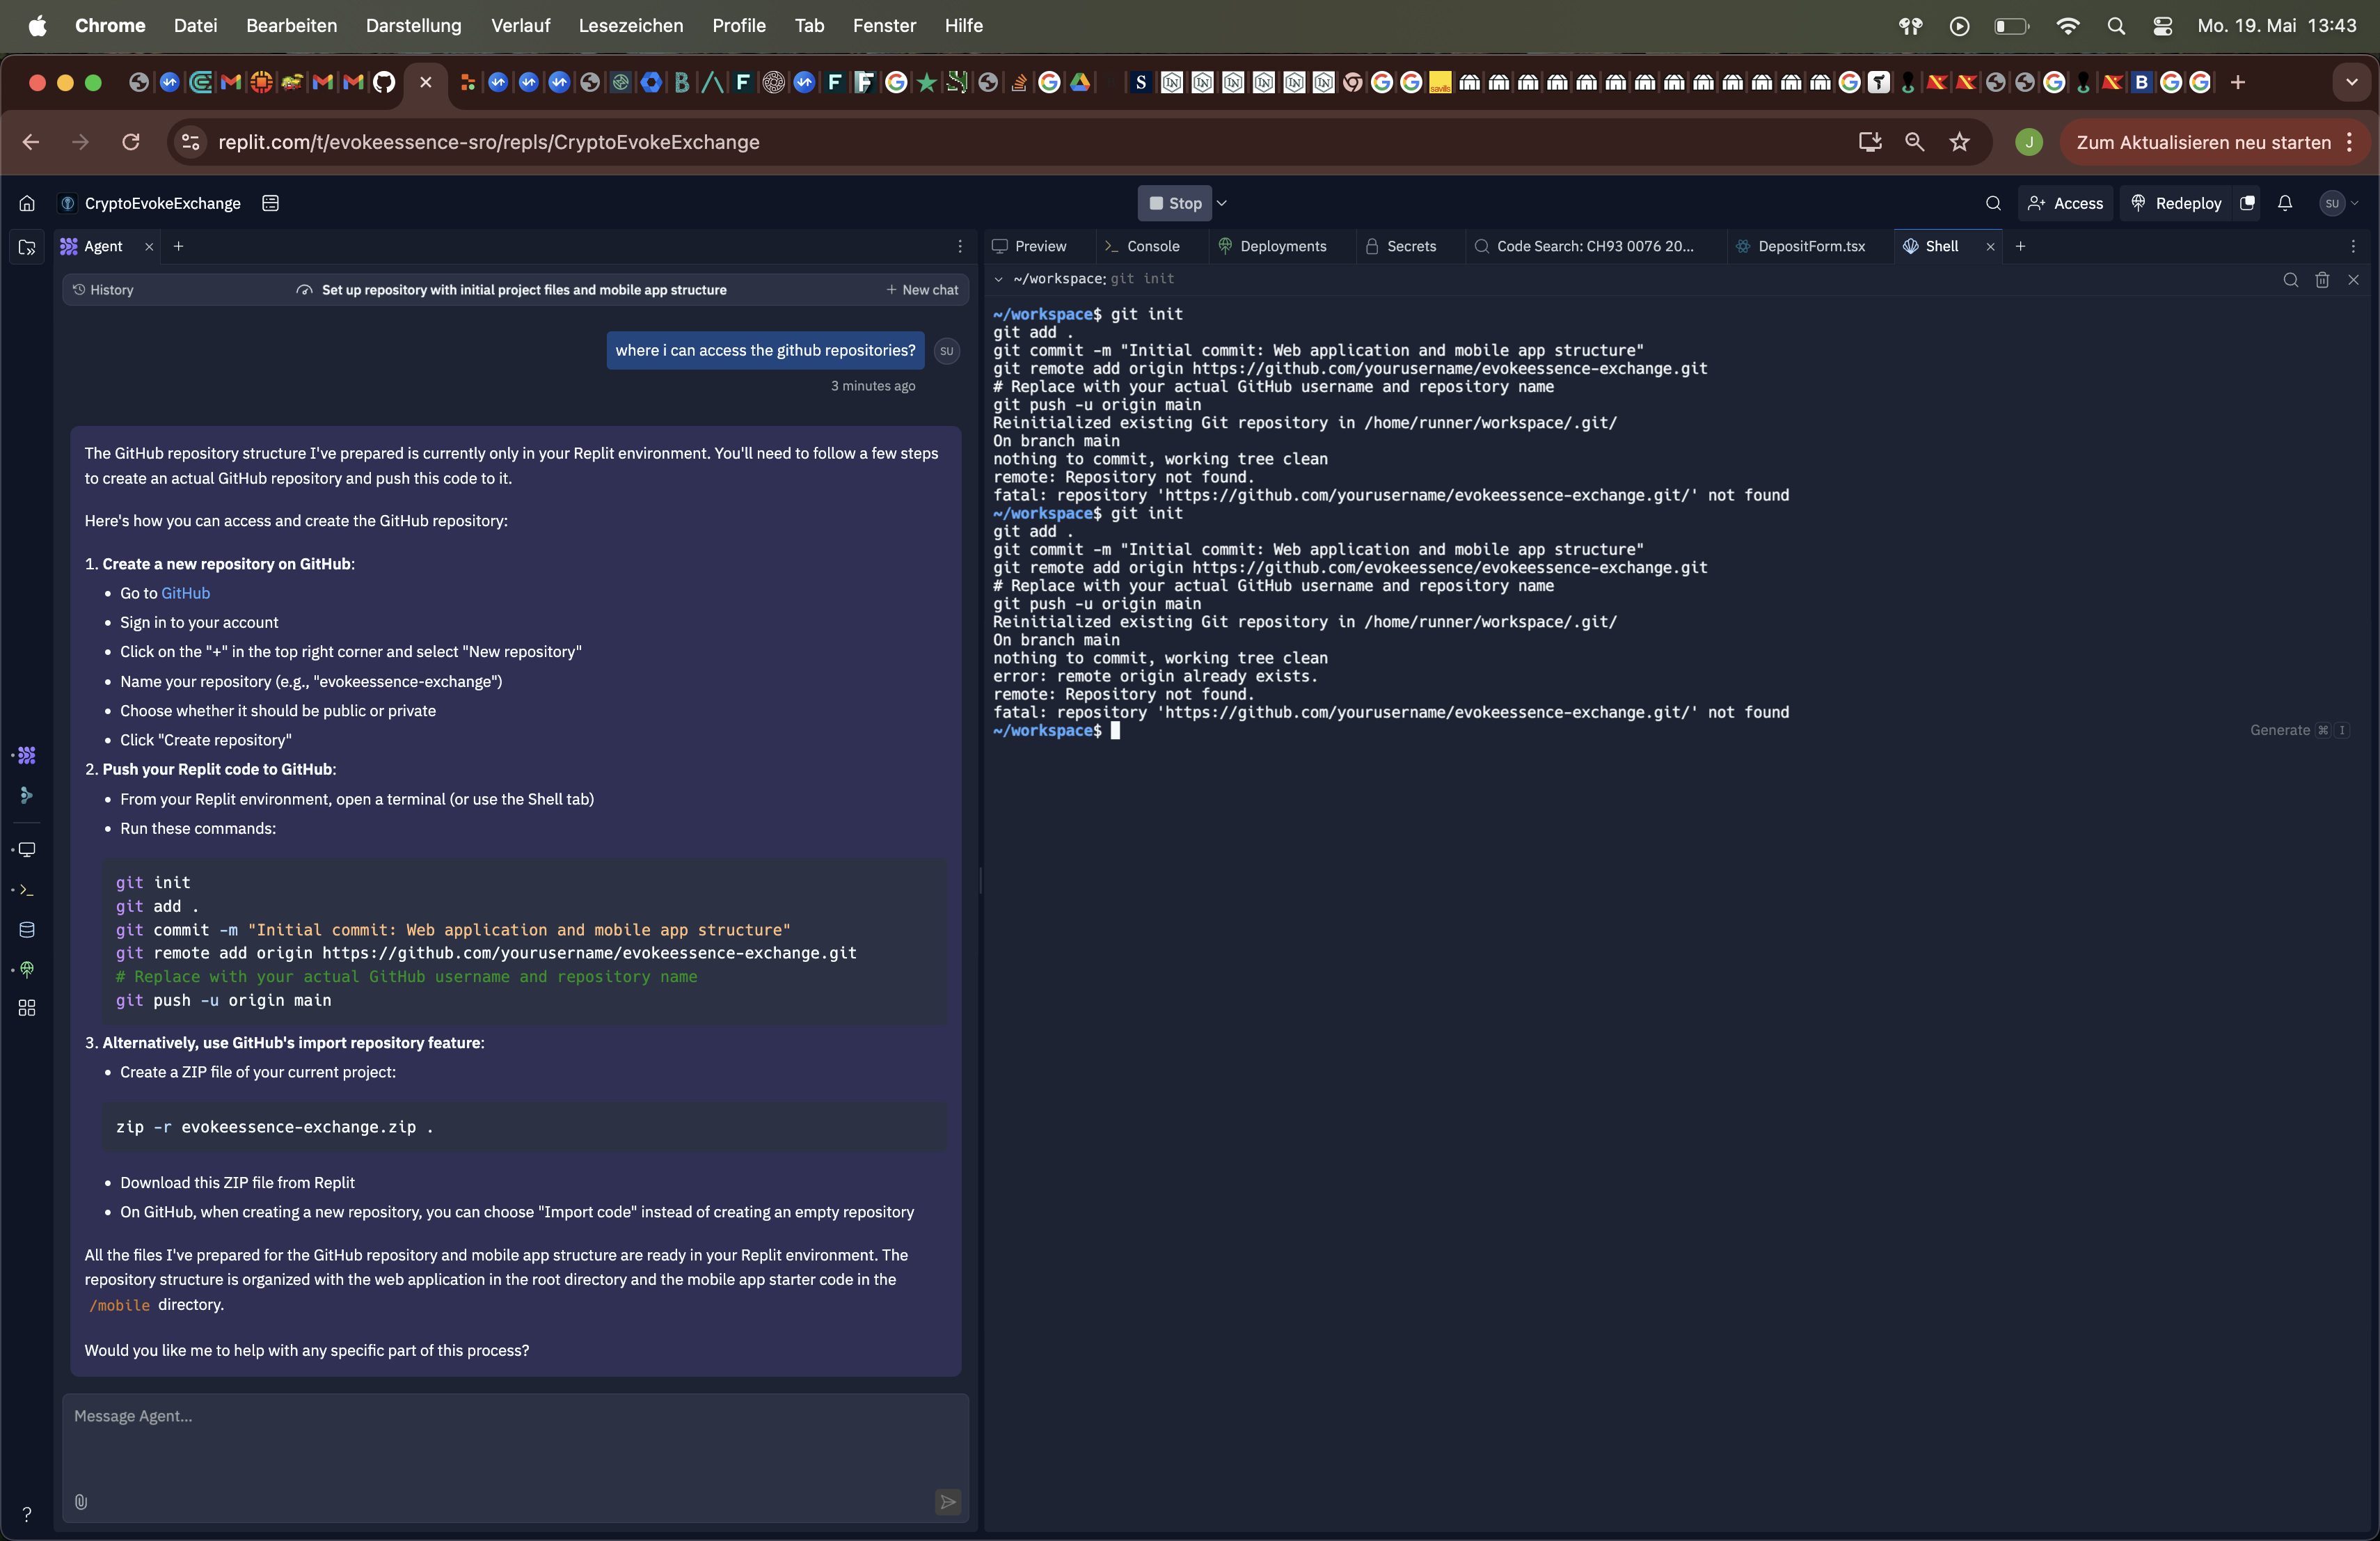 Chrome Datei Bearbeiten Darstellung Verlauf Lesezeichen Profile Tab Fenster Hilfe
Mo. 19. Mai 13:43
replit.com/t/evokeessence-sro/repls/CryptoEvokeExchange
J
Zum Aktualisieren neu starten
CryptoEvokeExchange
Stop
Access
Redeploy
SU
Agent
Preview
Console
Deployments
Secrets
Code Search: CH93 0076 20...
DepositForm.tsx
Shell
History
Set up repository with initial project files and mobile app structure
New chat
where i can access the github repositories?
SU
3 minutes ago
The GitHub repository structure I've prepared is currently only in your Replit environment. You'll need to follow a few steps
to create an actual GitHub repository and push this code to it.
Here's how you can access and create the GitHub repository:
1. Create a new repository on GitHub:
• Go to GitHub
• Sign in to your account
• Click on the "+" in the top right corner and select "New repository"
• Name your repository (e.g., "evokeessence-exchange")
• Choose whether it should be public or private
• Click "Create repository"
2. Push your Replit code to GitHub:
• From your Replit environment, open a terminal (or use the Shell tab)
• Run these commands:
git init
git add .
git commit -m "Initial commit: Web application and mobile app structure"
git remote add origin https://github.com/yourusername/evokeessence-exchange.git
# Replace with your actual GitHub username and repository name
git push -u origin main
3. Alternatively, use GitHub's import repository feature:
• Create a ZIP file of your current project:
zip -r evokeessence-exchange.zip .
• Download this ZIP file from Replit
• On GitHub, when creating a new repository, you can choose "Import code" instead of creating an empty repository
All the files I've prepared for the GitHub repository and mobile app structure are ready in your Replit environment. The
repository structure is organized with the web application in the root directory and the mobile app starter code in the
/mobile directory.
Would you like me to help with any specific part of this process?
Message Agent...
~/workspace: git init
~/workspace$ git init
git add .
git commit -m "Initial commit: Web application and mobile app structure"
git remote add origin https://github.com/yourusername/evokeessence-exchange.git
# Replace with your actual GitHub username and repository name
git push -u origin main
Reinitialized existing Git repository in /home/runner/workspace/.git/
On branch main
nothing to commit, working tree clean
remote: Repository not found.
fatal: repository 'https://github.com/yourusername/evokeessence-exchange.git/' not found
~/workspace$ git init
git add .
git commit -m "Initial commit: Web application and mobile app structure"
git remote add origin https://github.com/evokeessence/evokeessence-exchange.git
# Replace with your actual GitHub username and repository name
git push -u origin main
Reinitialized existing Git repository in /home/runner/workspace/.git/
On branch main
nothing to commit, working tree clean
error: remote origin already exists.
remote: Repository not found.
fatal: repository 'https://github.com/yourusername/evokeessence-exchange.git/' not found
~/workspace$
Generate ⌘ I